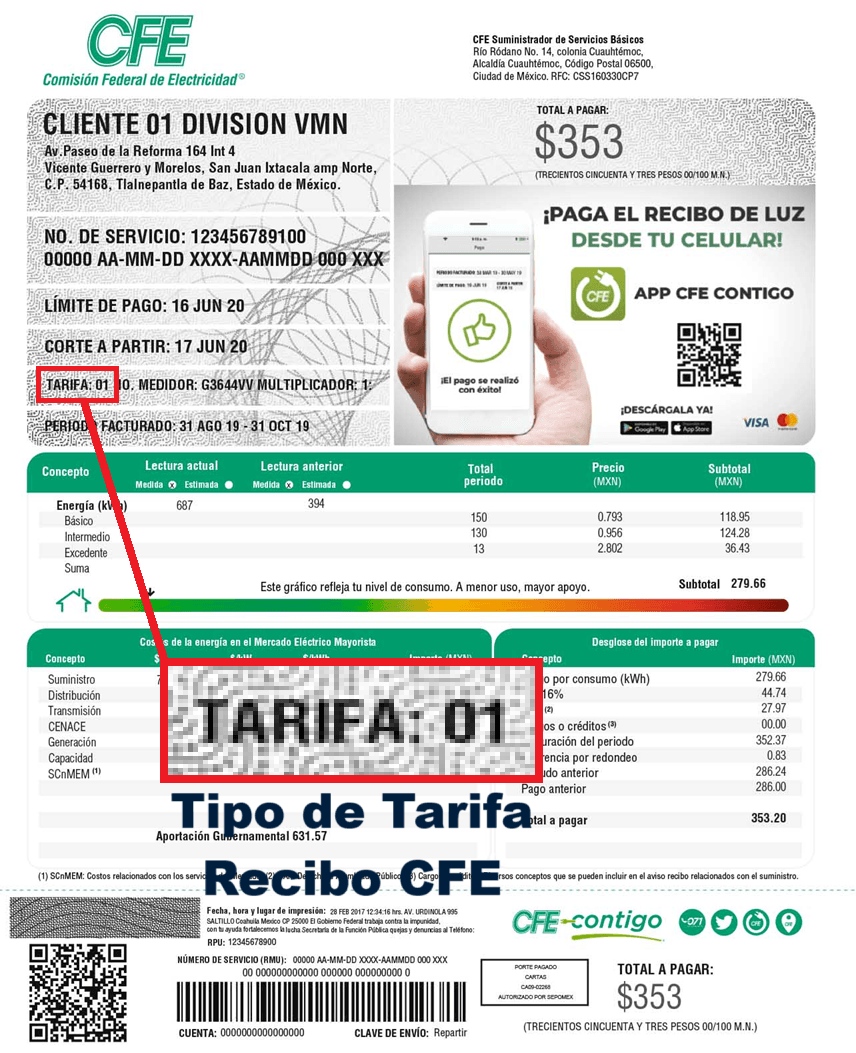 CFE
Comisión Federal de Electricidad®
CFE Suministrador de Servicios Básicos
Río Ródano No. 14, colonia Cuauhtémoc,
Alcaldía Cuauhtémoc, Código Postal 06500,
Ciudad de México. RFC: CSS160330CP7
CLIENTE 01 DIVISION VMN
Av.Paseo de la Reforma 164 Int 4
Vicente Guerrero y Morelos, San Juan Ixtacala amp Norte,
C.P. 54168, Tlalnepantla de Baz, Estado de México.
TOTAL A PAGAR:
$353
(TRECIENTOS CINCUENTA Y TRES PESOS 00/100 M.N.)
NO. DE SERVICIO: 123456789100
00000 AA-MM-DD XXXX-AAMMDD 000 XXX
LÍMITE DE PAGO: 16 JUN 20
CORTE A PARTIR: 17 JUN 20
TARIFA: 01 MEDIDOR: G3644VV MULTIPLICADOR: 1:
PERIODO FACTURADO: 31 AGO 19 - 31 OCT 19
¡PAGA EL RECIBO DE LUZ
DESDE TU CELULAR!
Pago
PERIODO FACTURADO:
LÍMITE DE PAGO:
¡El pago se realizó
con éxito!
CFE
APP CFE CONTIGO
¡DESCÁRGALA YA!
Google Play
App Store
VISA
Concepto Lectura actual Lectura anterior Total periodo Precio (MXN) Subtotal (MXN)
Medida x Estimada Medida x Estimada
Energía (kWh) 687 394
Básico 150 0.793 118.95
Intermedio 130 0.956 124.28
Excedente 13 2.802 36.43
Suma
Este gráfico refleja tu nivel de consumo. A menor uso, mayor apoyo.
Subtotal 279.66
Costos de la energía en el Mercado Eléctrico Mayorista
Concepto
Suministro
Distribución
Transmisión
CENACE
Generación
Capacidad
SCnMEM (1)
Aportación Gubernamental 631.57
Desglose del importe a pagar
Concepto Importe (MXN)
por consumo (kWh) 279.66
16% 44.74
(2) 27.97
o créditos (3) 00.00
del periodo 352.37
por redondeo 0.83
anterior 286.24
Pago anterior 286.00
Total a pagar 353.20
TARIFA: 01
Tipo de Tarifa
Recibo CFE
(1) SCnMEM: Costos relacionados con los conceptos que se pueden incluir en el aviso recibo relacionados con el suministro.
Fecha, hora y lugar de impresión: 28 FEB 2017 12:34:16 hrs. AV. URDINOLA 995
SALTILLO Coahuila Mexico CP 25000 El Gobierno Federal trabaja contra la impunidad,
con tu ayuda fortalecemos la lucha Secretaría de la Función Pública quejas y denuncias al Teléfono:
RPU: 12345678900
CFE contigo
071
NÚMERO DE SERVICIO (RMU): 00000 AA-MM-DD XXXX-AAMMDD 000 XXX
00 000000000000 000000 000000000 0
CUENTA: 0000000000000000 CLAVE DE ENVÍO: Repartir
PORTE PAGADO
CARTAS
CA09-02266
AUTORIZADO POR SEPOMEX
TOTAL A PAGAR:
$353
(TRECIENTOS CINCUENTA Y TRES PESOS 00/100 M.N.)